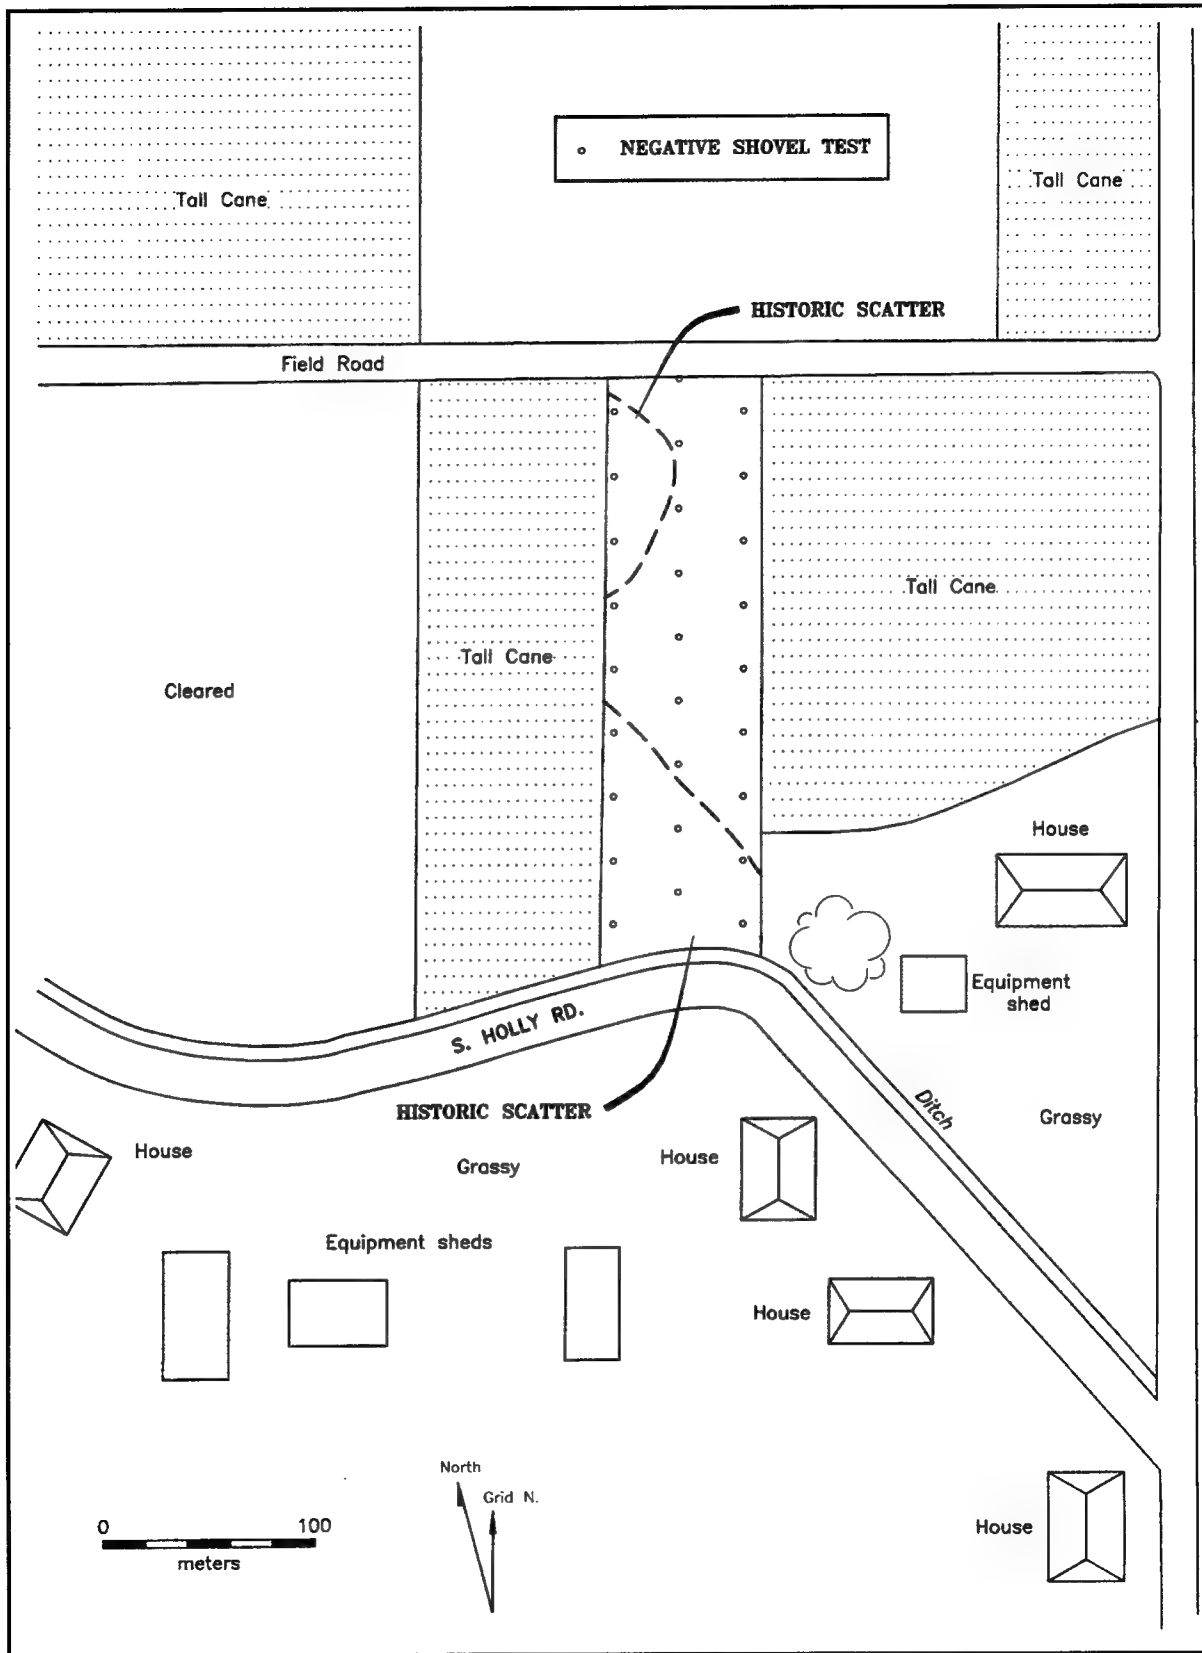 NEGATIVE SHOVEL TEST
Tall Cane
Tall Cane
HISTORIC SCATTER
Field Road
Tall Cane
Tall Cane
Cleared
House
Equipment
shed
S. HOLLY RD.
Ditch
HISTORIC SCATTER
Grassy
House
Grassy
House
Equipment sheds
House
North
Grid N.
0 100
meters
House